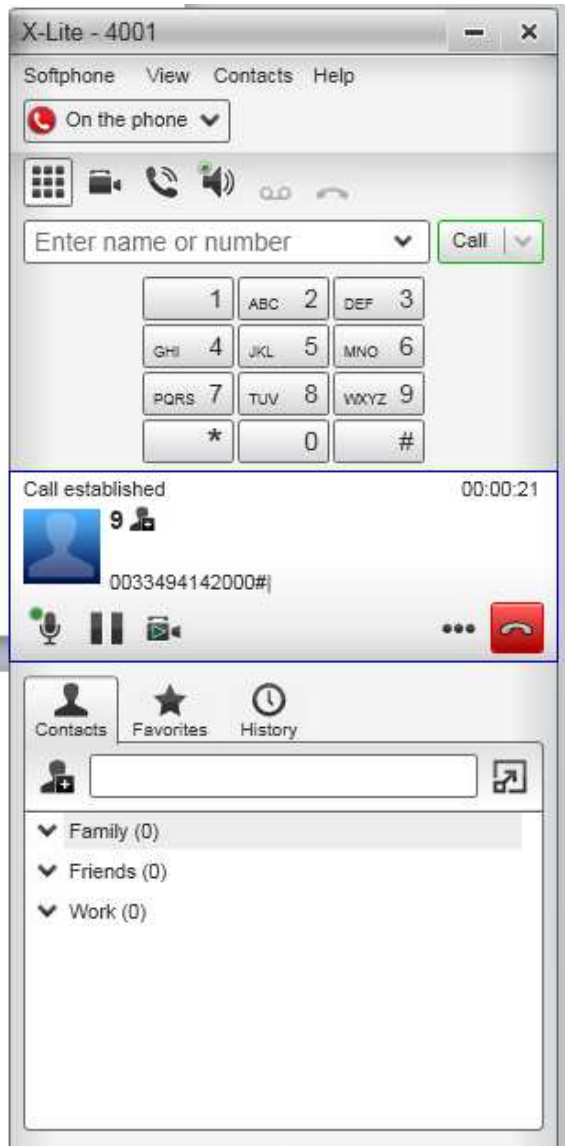 X-Lite - 4001
Softphone View Contacts Help
On the phone
Enter name or number Call
1 ABC 2 DEF 3
GHI 4 JKL 5 MNO 6
PQRS 7 TUV 8 WXYZ 9
* 0 #
Call established 00:00:21
9
0033494142000#
Contacts Favorites History
Family (0)
Friends (0)
Work (0)